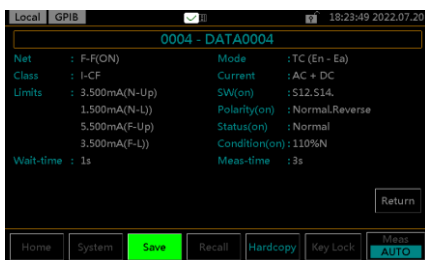 Local GPIB 18:23:49 2022.07.20
0004 - DATA0004
Net : F-F(ON) Mode :TC (En - Ea)
Class : I-CF Current :AC + DC
Limits : 3.500mA(N-Up) SW(on) :S12.S14.
1.500mA(N-L)) Polarity(on) :Normal.Reverse
5.500mA(F-Up) Status(on) :Normal
3.500mA(F-L)) Condition(on):110%N
Wait-time : 1s Meas-time :3s
Return
Home System Save Recall Hardcopy Key Lock Meas
AUTO